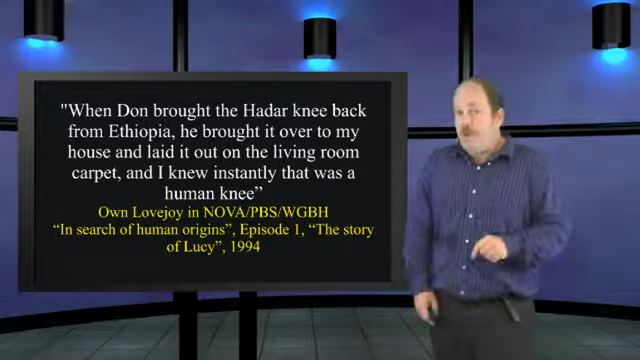 "When Don brought the Hadar knee back
from Ethiopia, he brought it over to my
house and laid it out on the living room
carpet, and I knew instantly that was a
human knee”
Own Lovejoy in NOVA/PBS/WGBH
“In search of human origins”, Episode 1, “The story
of Lucy”, 1994